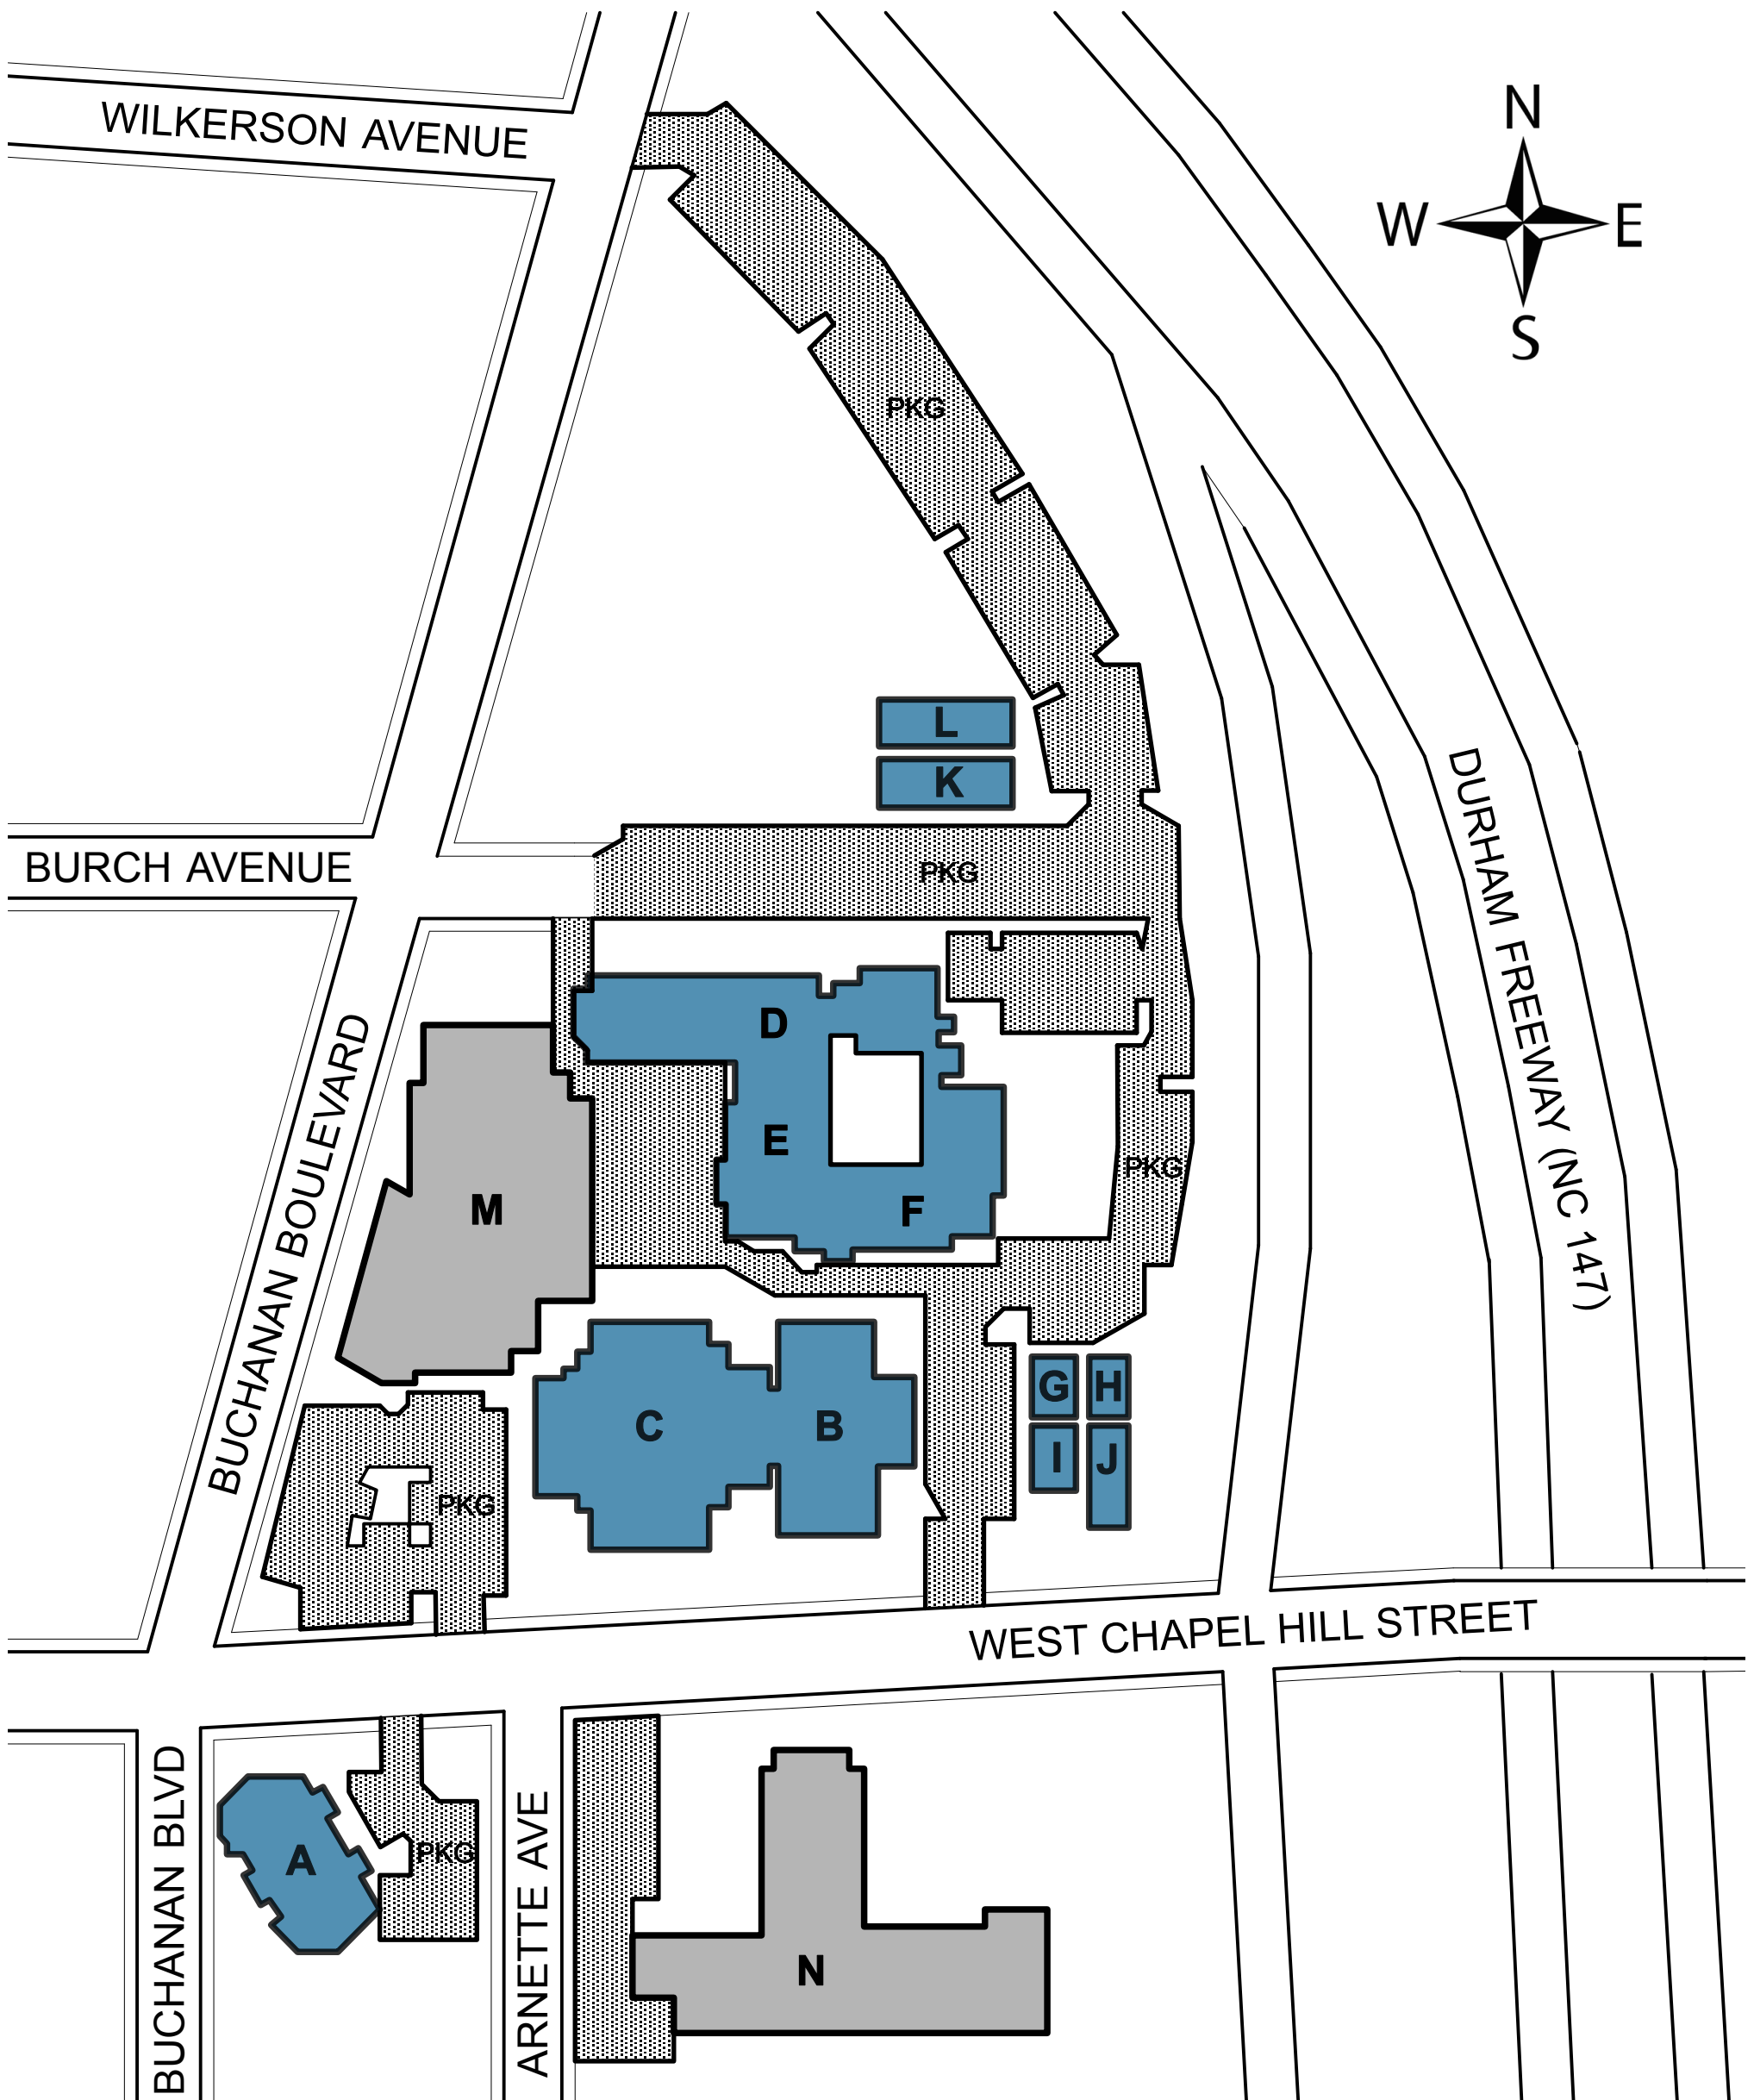 N
WILKERSON AVENUE
W
E
S
PKG
L
K
BURCH AVENUE
PKG
DURHAM FREEWAY (NC 147)
D
BUCHANAN BOULEVARD
E
PKG
M
F
G
H
C
B
I
J
PKG
WEST CHAPEL HILL STREET
BUCHANAN BLVD
ARNETTE AVE
PKG
A
N